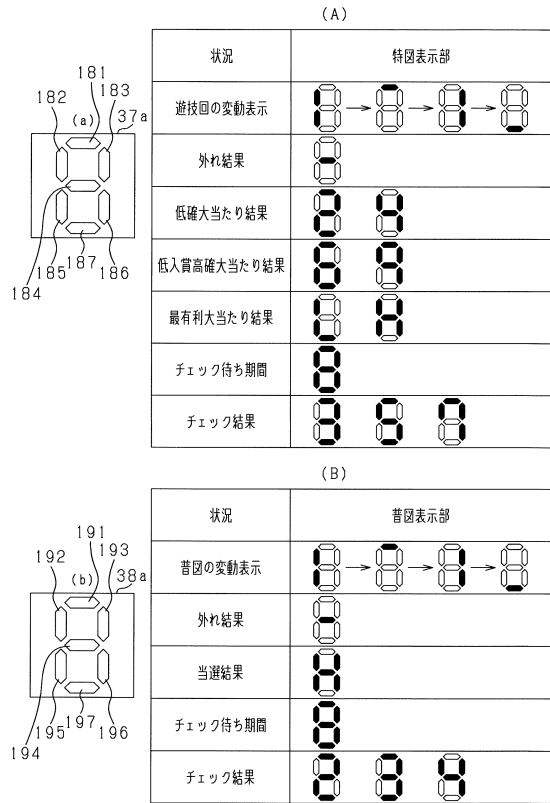 (A)
状況 特図表示部
遊技回の変動表示
外れ結果
低確大当たり結果
低入賞高確大当たり結果
最有利大当たり結果
チェック待ち期間
チェック結果
181
182 183
(a) 37a
185 187 186
184
(B)
状況 普図表示部
普図の変動表示
外れ結果
当選結果
チェック待ち期間
チェック結果
191
192 193
(b) 38a
195 197 196
194